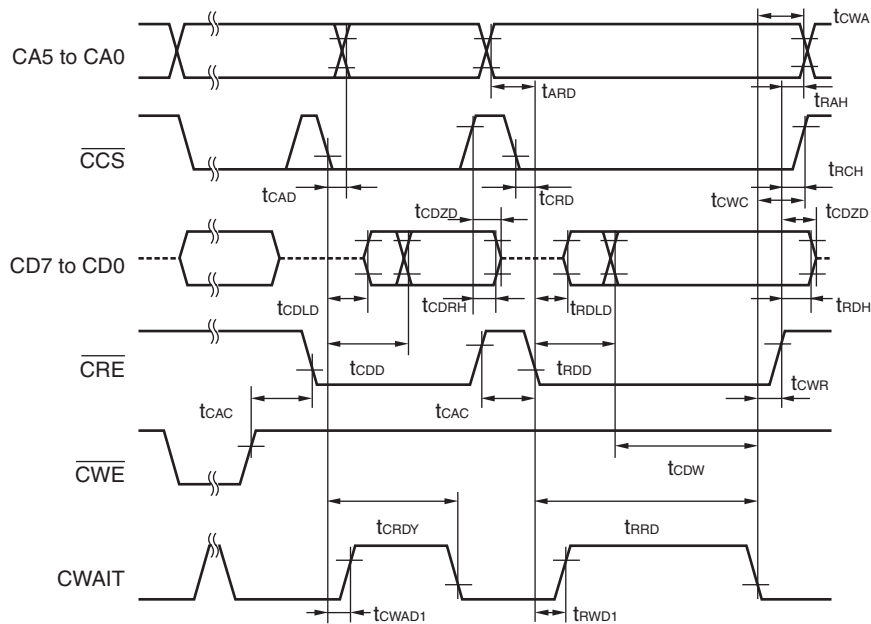 tCWA
CA5 to CA0
tARD
tRAH
CCS
tRCH
tCAD
tCRD
tCWC
tCDZD
tCDZD
CD7 to CD0
tCDLD
tCDRH
tRDLD
tRDH
CRE
tCDD
tRDD
tCWR
tCAC
tCAC
CWE
tCDW
tCRDY
tRRD
CWAIT
tCWAD1
tRWD1